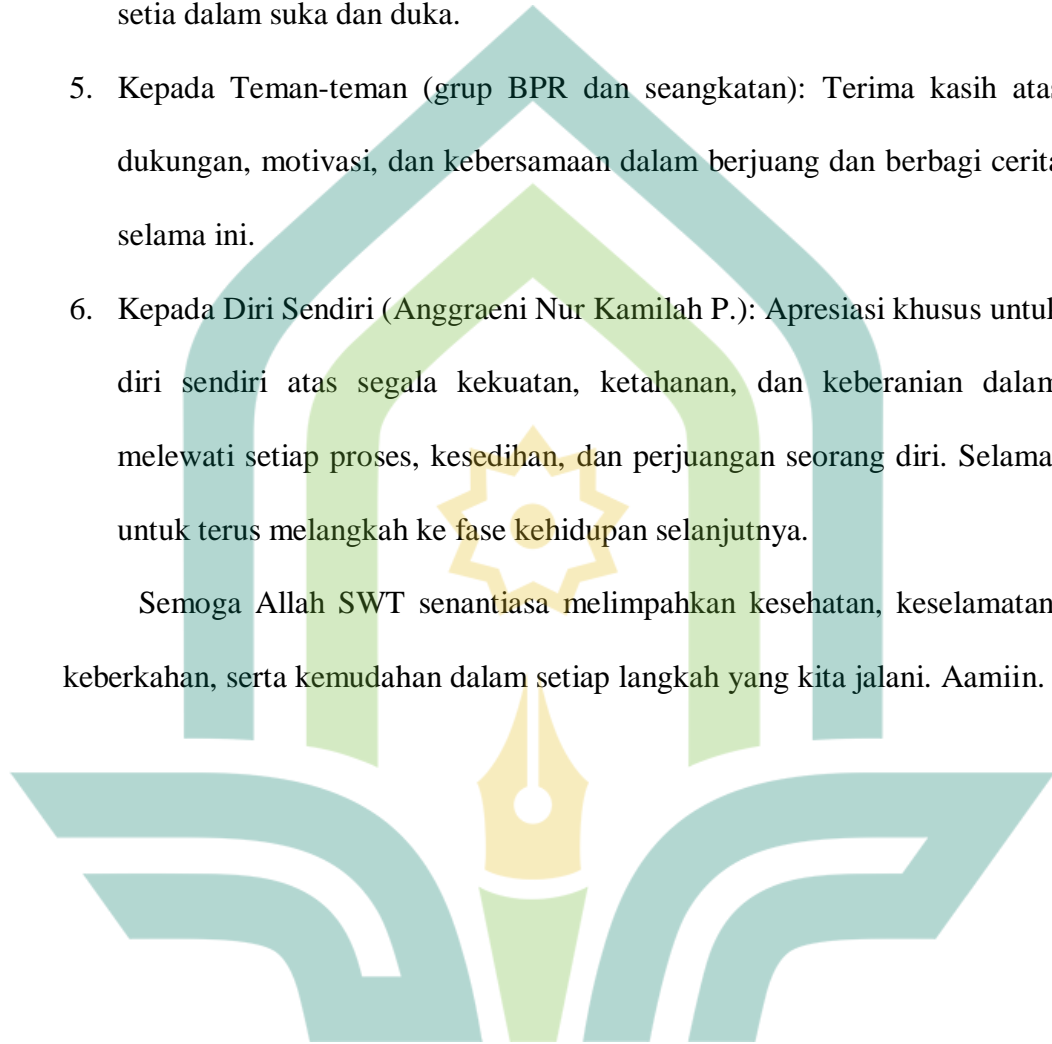 setia dalam suka dan duka.
5. Kepada Teman-teman (grup BPR dan seangkatan): Terima kasih atas
dukungan, motivasi, dan kebersamaan dalam berjuang dan berbagi cerita
selama ini.
6. Kepada Diri Sendiri (Anggraeni Nur Kamilah P.): Apresiasi khusus untuk
diri sendiri atas segala kekuatan, ketahanan, dan keberanian dalam
melewati setiap proses, kesedihan, dan perjuangan seorang diri. Selamat
untuk terus melangkah ke fase kehidupan selanjutnya.
Semoga Allah SWT senantiasa melimpahkan kesehatan, keselamatan
keberkahan, serta kemudahan dalam setiap langkah yang kita jalani. Aamiin.